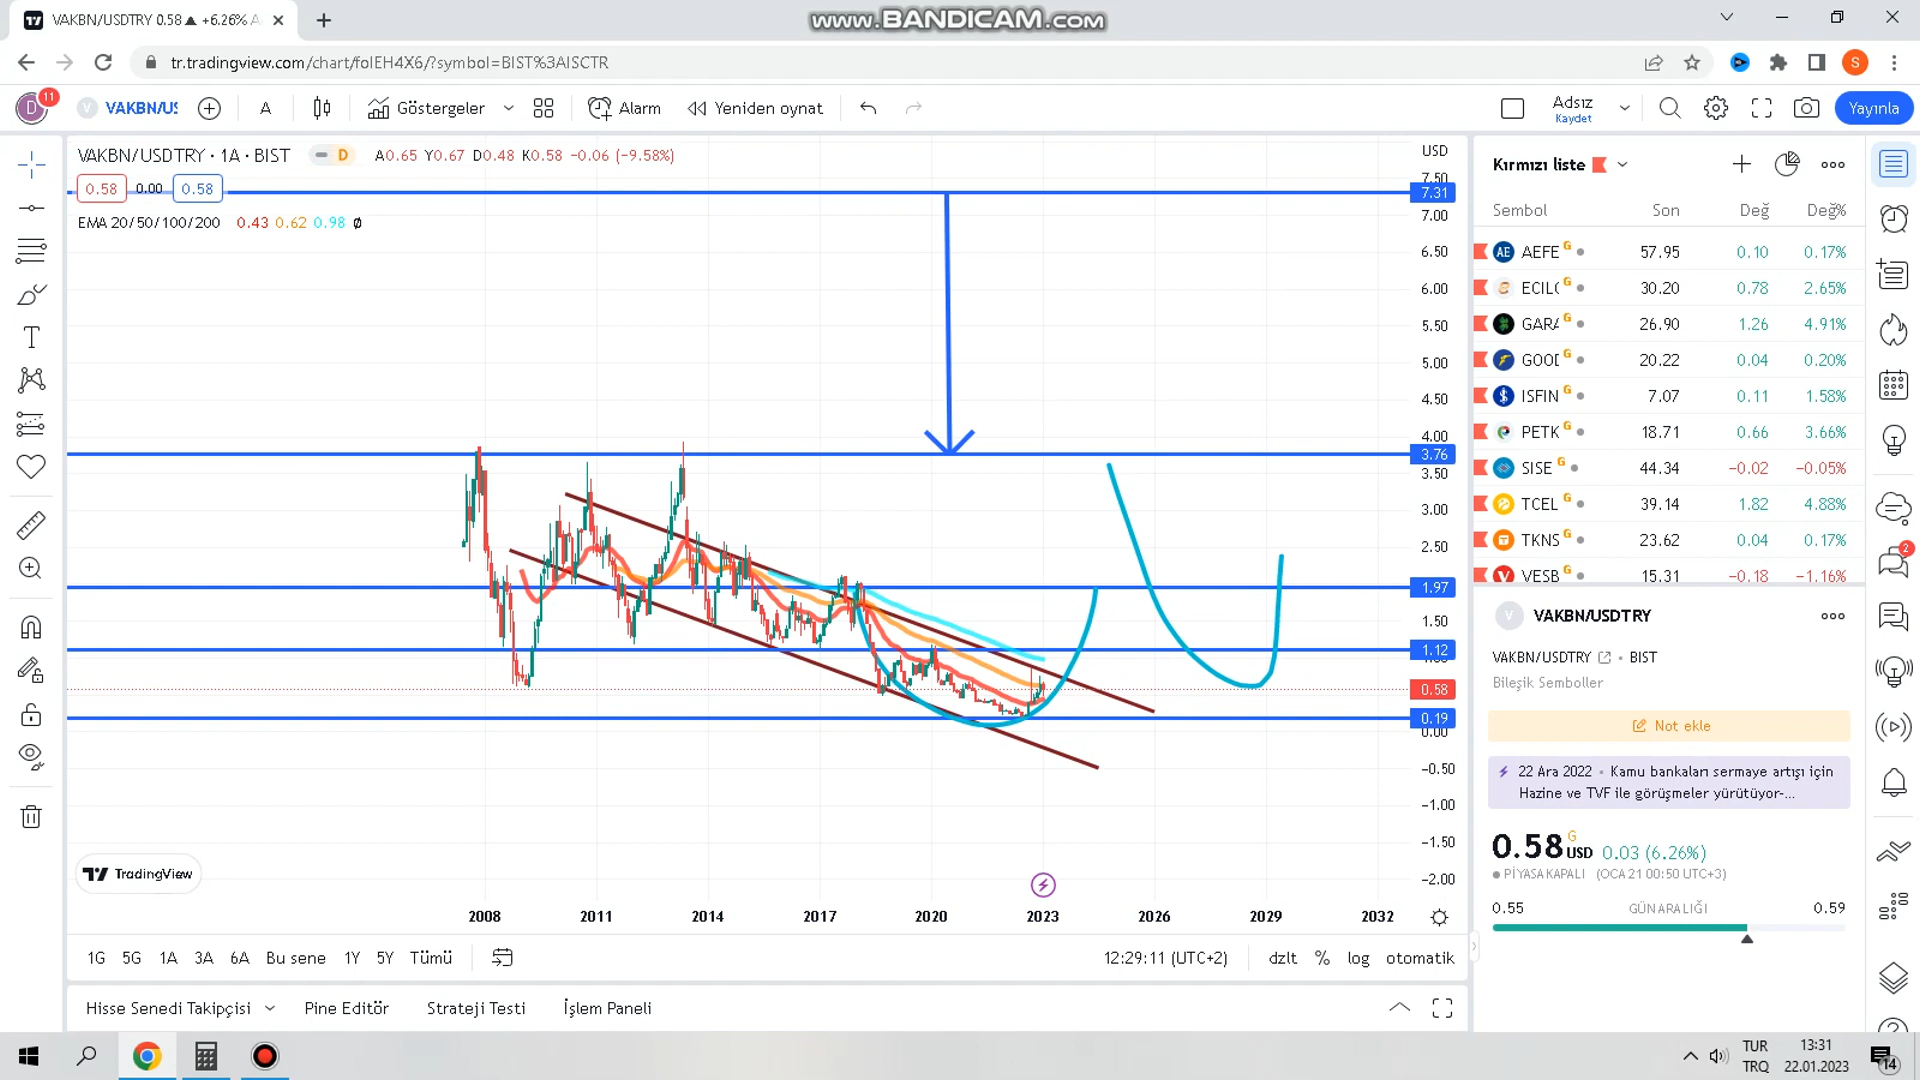 VAKBN/USDTRY 0.58 ▲ +6.26% A
www.BANDICAM.com
tr.tradingview.com/chart/folEH4X6/?symbol=BIST%3AISCTR
S
D
11
V
VAKBN/US
A
Göstergeler
Alarm
Yeniden oynat
Adsız
Kaydet
Yayınla
VAKBN/USDTRY · 1A · BIST
D
A0.65 Y0.67 D0.48 K0.58 −0.06 (−9.58%)
0.58
0.00
0.58
EMA 20/50/100/200 0.43 0.62 0.98 Ø
USD
7.50
7.31
7.00
6.50
6.00
5.50
5.00
4.50
4.00
3.76
3.50
3.00
2.50
1.97
1.50
1.12
0.58
0.19
0.00
−0.50
−1.00
−1.50
−2.00
TradingView
2008 2011 2014 2017 2020 2023 2026 2029 2032
1G 5G 1A 3A 6A Bu sene 1Y 5Y Tümü
12:29:11 (UTC+2)
dzlt % log otomatik
Hisse Senedi Takipçisi
Pine Editör
Strateji Testi
İşlem Paneli
Kırmızı liste
Sembol Son Değ Değ%
AE AEFE G 57.95 0.10 0.17%
ECILC G 30.20 0.78 2.65%
GARA G 26.90 1.26 4.91%
GOOD G 20.22 0.04 0.20%
ISFIN G 7.07 0.11 1.58%
PETK G 18.71 0.66 3.66%
SISE G 44.34 −0.02 −0.05%
TCEL G 39.14 1.82 4.88%
TKNS G 23.62 0.04 0.17%
VESB G 15.31 −0.18 −1.16%
V VAKBN/USDTRY
VAKBN/USDTRY • BIST
Bileşik Semboller
Not ekle
22 Ara 2022 • Kamu bankaları sermaye artışı için
Hazine ve TVF ile görüşmeler yürütüyor-...
0.58 G USD 0.03 (6.26%)
PİYASA KAPALI (OCA 21 00:50 UTC+3)
0.55 GÜN ARALIĞI 0.59
2
TUR
TRQ
13:31
22.01.2023
14